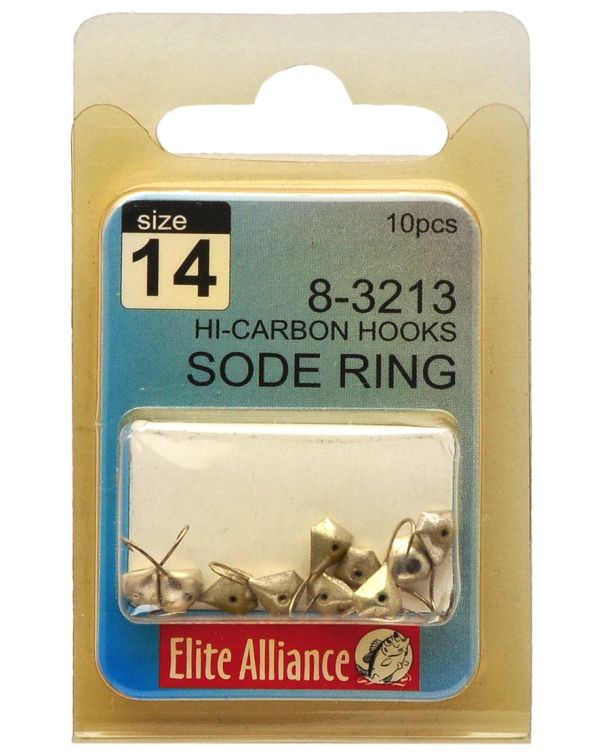 size
14
10pcs
8-3213
HI-CARBON HOOKS
SODE RING
Elite Alliance